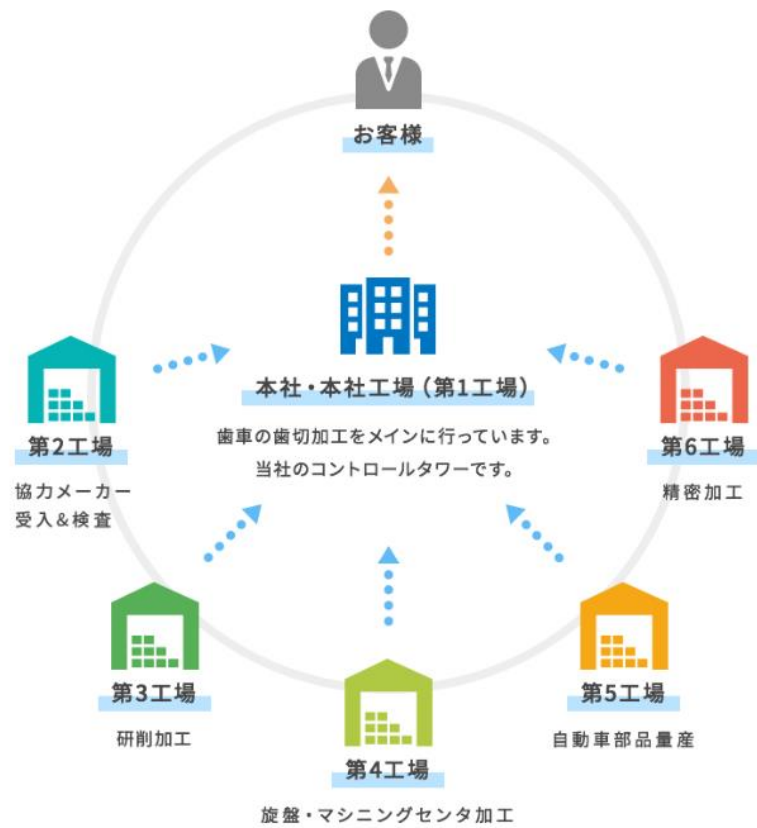 お客様
本社・本社工場（第1工場）
歯車の歯切加工をメインに行っています。
当社のコントロールタワーです。
第2工場
協力メーカー
受入&検査
第6工場
精密加工
第3工場
研削加工
第5工場
自動車部品量産
第4工場
旋盤・マシニングセンタ加工